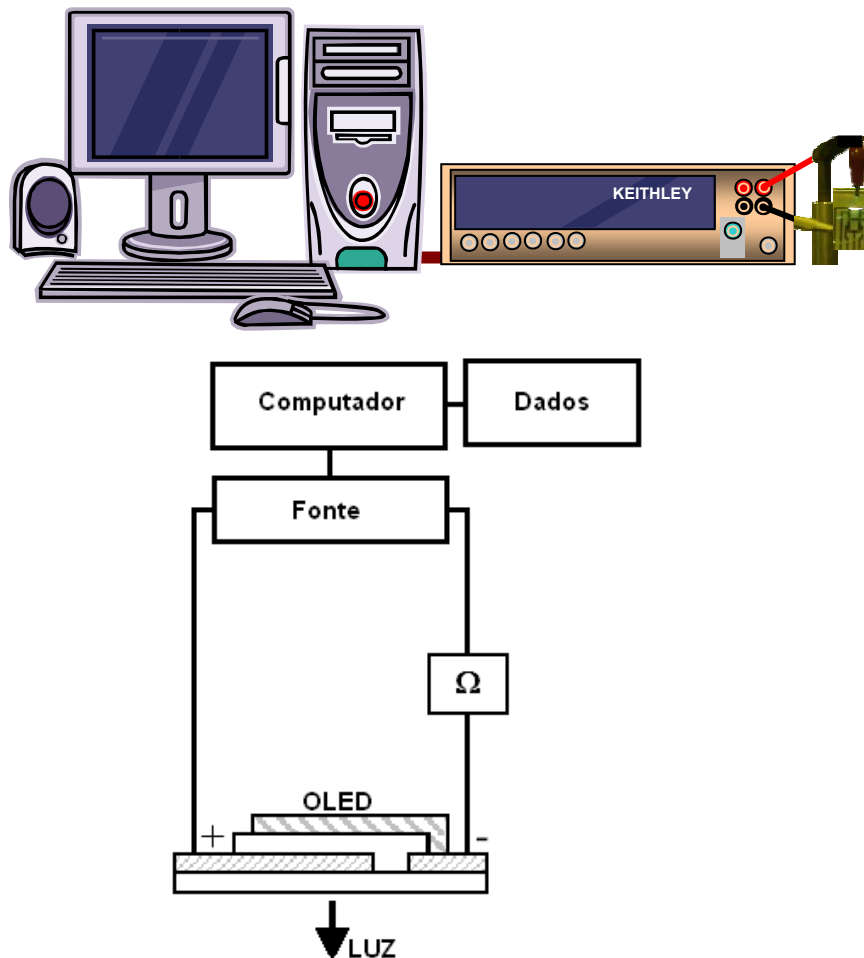 KEITHLEY
Computador
Dados
Fonte
Ω
OLED
+ -
LUZ